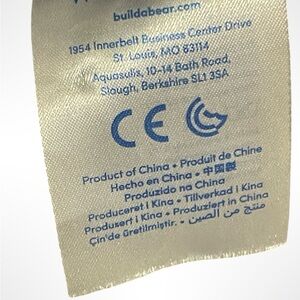 buildabear.com
1954 Innerbelt Business Center Drive
St. Louis, MO 63114
Aquasulis, 10-14 Bath Road,
Slough, Berkshire SL1 3SA
CE
Product of China • Produit de Chine
Hecho en China • 中国製
Produzido na China
Produceret i Kina • Tillverkad i Kina
Produsert i Kina • Produziert in China
Çin'de üretilmiştir. • منتج من الصين